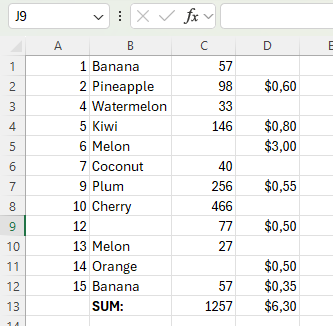 J9 fx
A B C D E
1 1 Banana 57
2 2 Pineapple 98 $0,60
3 4 Watermelon 33
4 5 Kiwi 146 $0,80
5 6 Melon $3,00
6 7 Coconut 40
7 9 Plum 256 $0,55
8 10 Cherry 466
9 12 77 $0,50
10 13 Melon 27
11 14 Orange $0,50
12 15 Banana 57 $0,35
13 SUM: 1257 $6,30
14